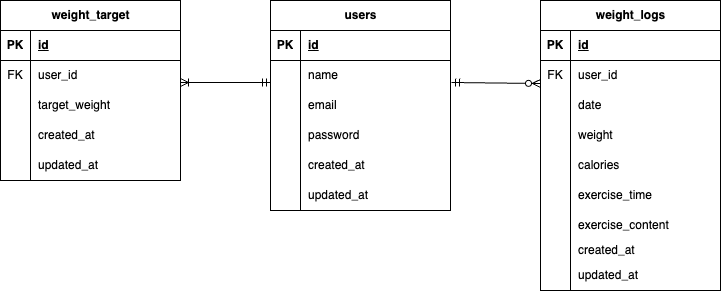 weight_target
PK id
FK user_id
target_weight
created_at
updated_at
users
PK id
name
email
password
created_at
updated_at
weight_logs
PK id
FK user_id
date
weight
calories
exercise_time
exercise_content
created_at
updated_at